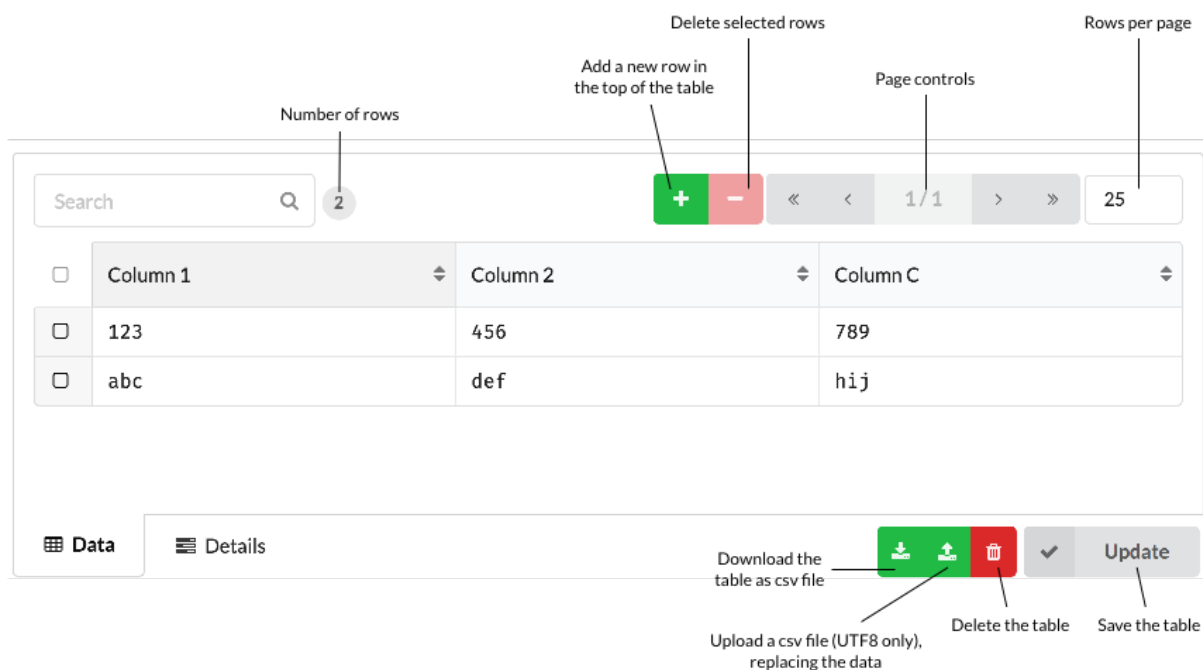 Delete selected rows
Rows per page
Add a new row in
the top of the table
Page controls
Number of rows
Search
2
1 / 1
25
Column 1
Column 2
Column C
123
456
789
abc
def
hij
Data
Details
Update
Download the
table as csv file
Delete the table
Save the table
Upload a csv file (UTF8 only),
replacing the data